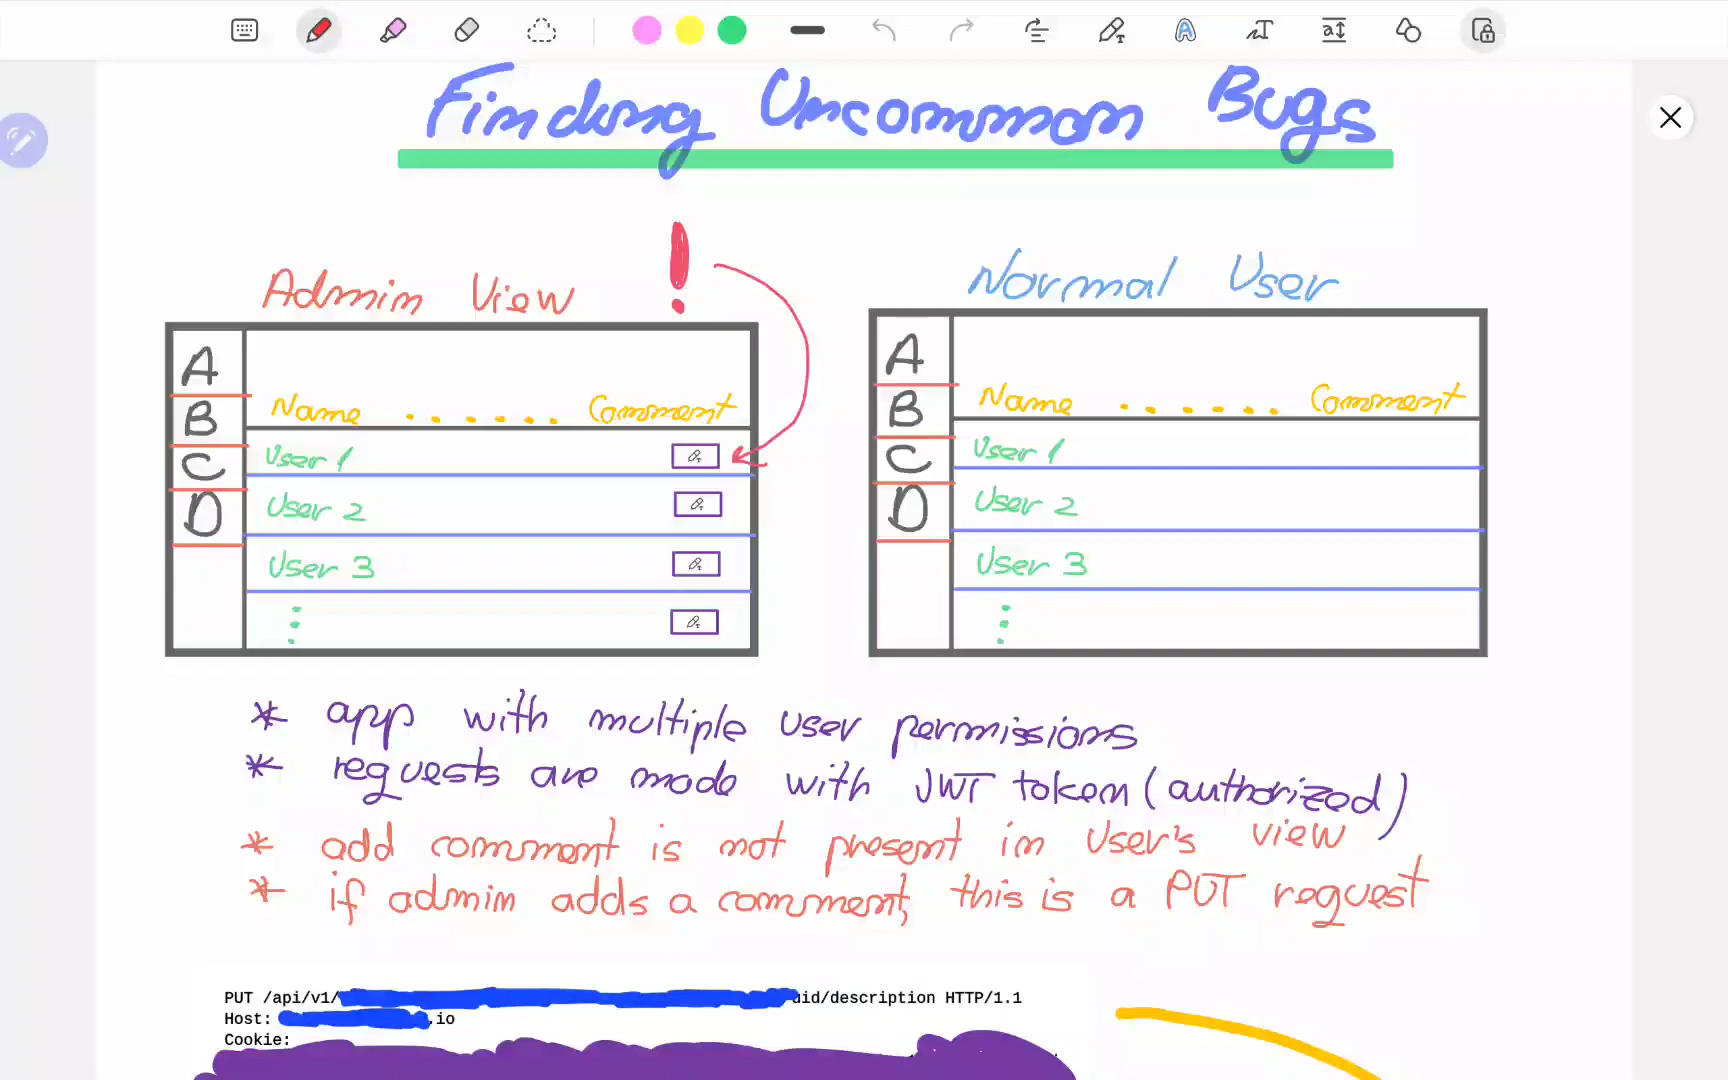 Finding Uncommon Bugs
!
Admin View
A
B
C
D
Name ...... Comment
User 1
User 2
User 3
Normal User
A
B
C
D
Name ...... Comment
User 1
User 2
User 3
* app with multiple user permissions
* requests are made with JWT token (authorized)
* add comment is not present in User's view
* if admin adds a comment, this is a PUT request
PUT /api/v1/ uid/description HTTP/1.1
Host: .io
Cookie: